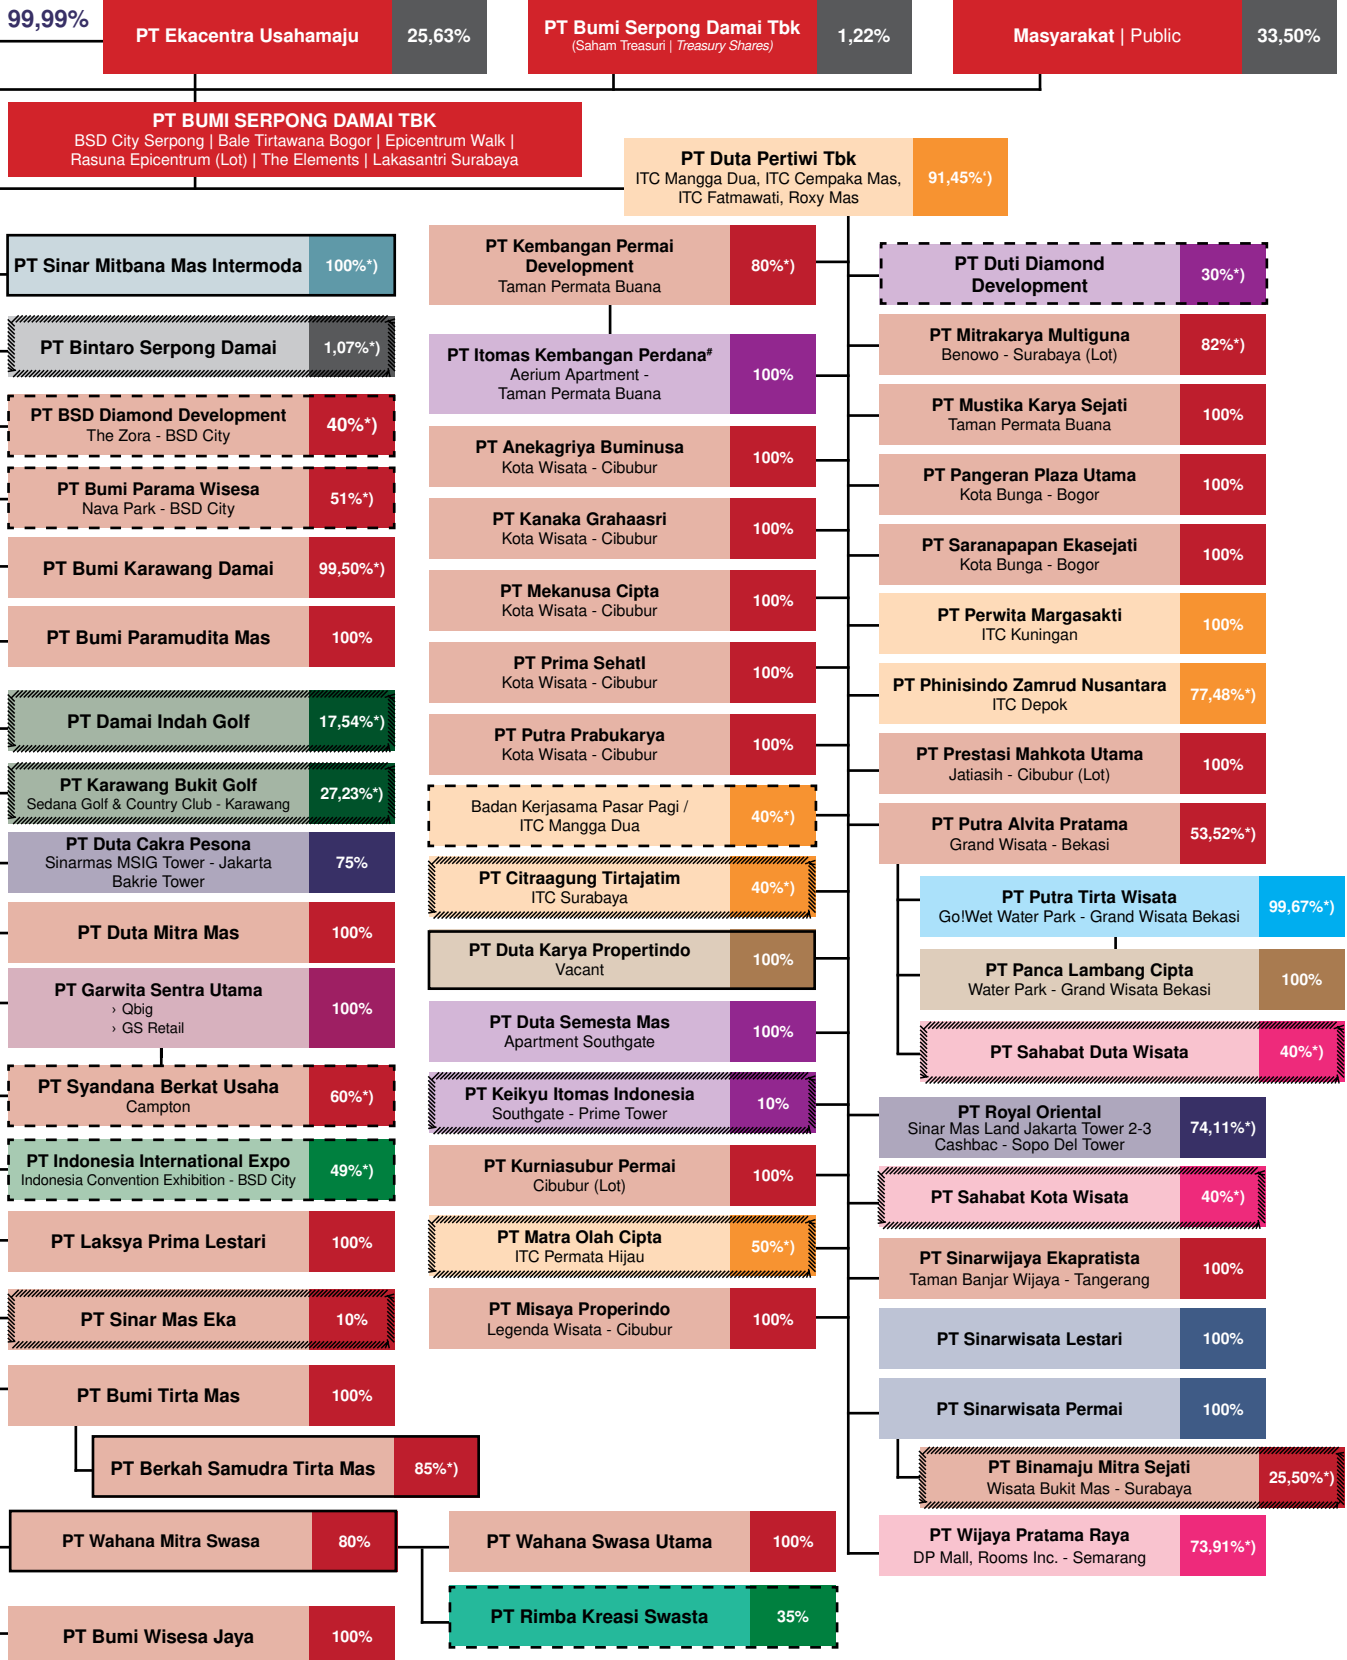 99,99%
PT Ekacentra Usahamaju
25,63%
PT Bumi Serpong Damai Tbk
(Saham Treasuri | Treasury Shares)
1,22%
Masyarakat | Public
33,50%
PT BUMI SERPONG DAMAI TBK
BSD City Serpong | Bale Tirtawana Bogor | Epicentrum Walk |
Rasuna Epicentrum (Lot) | The Elements | Lakasantri Surabaya
PT Duta Pertiwi Tbk
ITC Mangga Dua, ITC Cempaka Mas,
ITC Fatmawati, Roxy Mas
91,45%*)
PT Sinar Mitbana Mas Intermoda
100%*)
PT Bintaro Serpong Damai
1,07%*)
PT BSD Diamond Development
The Zora - BSD City
40%*)
PT Bumi Parama Wisesa
Nava Park - BSD City
51%*)
PT Bumi Karawang Damai
99,50%*)
PT Bumi Paramudita Mas
100%
PT Damai Indah Golf
17,54%*)
PT Karawang Bukit Golf
Sedana Golf & Country Club - Karawang
27,23%*)
PT Duta Cakra Pesona
Sinarmas MSIG Tower - Jakarta
Bakrie Tower
75%
PT Duta Mitra Mas
100%
PT Garwita Sentra Utama
› Qbig
› GS Retail
100%
PT Syandana Berkat Usaha
Campton
60%*)
PT Indonesia International Expo
Indonesia Convention Exhibition - BSD City
49%*)
PT Laksya Prima Lestari
100%
PT Sinar Mas Eka
10%
PT Bumi Tirta Mas
100%
PT Berkah Samudra Tirta Mas
85%*)
PT Wahana Mitra Swasa
80%
PT Bumi Wisesa Jaya
100%
PT Wahana Swasa Utama
100%
PT Rimba Kreasi Swasta
35%
PT Kembangan Permai
Development
Taman Permata Buana
80%*)
PT Itomas Kembangan Perdana#
Aerium Apartment -
Taman Permata Buana
100%
PT Anekagriya Buminusa
Kota Wisata - Cibubur
100%
PT Kanaka Grahaasri
Kota Wisata - Cibubur
100%
PT Mekanusa Cipta
Kota Wisata - Cibubur
100%
PT Prima Sehatl
Kota Wisata - Cibubur
100%
PT Putra Prabukarya
Kota Wisata - Cibubur
100%
Badan Kerjasama Pasar Pagi /
ITC Mangga Dua
40%*)
PT Citraagung Tirtajatim
ITC Surabaya
40%*)
PT Duta Karya Propertindo
Vacant
100%
PT Duta Semesta Mas
Apartment Southgate
100%
PT Keikyu Itomas Indonesia
Southgate - Prime Tower
10%
PT Kurniasubur Permai
Cibubur (Lot)
100%
PT Matra Olah Cipta
ITC Permata Hijau
50%*)
PT Misaya Properindo
Legenda Wisata - Cibubur
100%
PT Duti Diamond
Development
30%*)
PT Mitrakarya Multiguna
Benowo - Surabaya (Lot)
82%*)
PT Mustika Karya Sejati
Taman Permata Buana
100%
PT Pangeran Plaza Utama
Kota Bunga - Bogor
100%
PT Saranapapan Ekasejati
Kota Bunga - Bogor
100%
PT Perwita Margasakti
ITC Kuningan
100%
PT Phinisindo Zamrud Nusantara
ITC Depok
77,48%*)
PT Prestasi Mahkota Utama
Jatiasih - Cibubur (Lot)
100%
PT Putra Alvita Pratama
Grand Wisata - Bekasi
53,52%*)
PT Putra Tirta Wisata
Go!Wet Water Park - Grand Wisata Bekasi
99,67%*)
PT Panca Lambang Cipta
Water Park - Grand Wisata Bekasi
100%
PT Sahabat Duta Wisata
40%*)
PT Royal Oriental
Sinar Mas Land Jakarta Tower 2-3
Cashbac - Sopo Del Tower
74,11%*)
PT Sahabat Kota Wisata
40%*)
PT Sinarwijaya Ekapratista
Taman Banjar Wijaya - Tangerang
100%
PT Sinarwisata Lestari
100%
PT Sinarwisata Permai
100%
PT Binamaju Mitra Sejati
Wisata Bukit Mas - Surabaya
25,50%*)
PT Wijaya Pratama Raya
DP Mall, Rooms Inc. - Semarang
73,91%*)